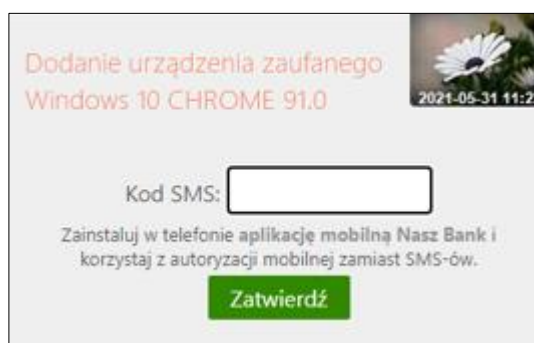 Dodanie urządzenia zaufanego
Windows 10 CHROME 91.0
2021-05-31 11:2
Kod SMS:
Zainstaluj w telefonie aplikację mobilną Nasz Bank i
korzystaj z autoryzacji mobilnej zamiast SMS-ów.
Zatwierdź